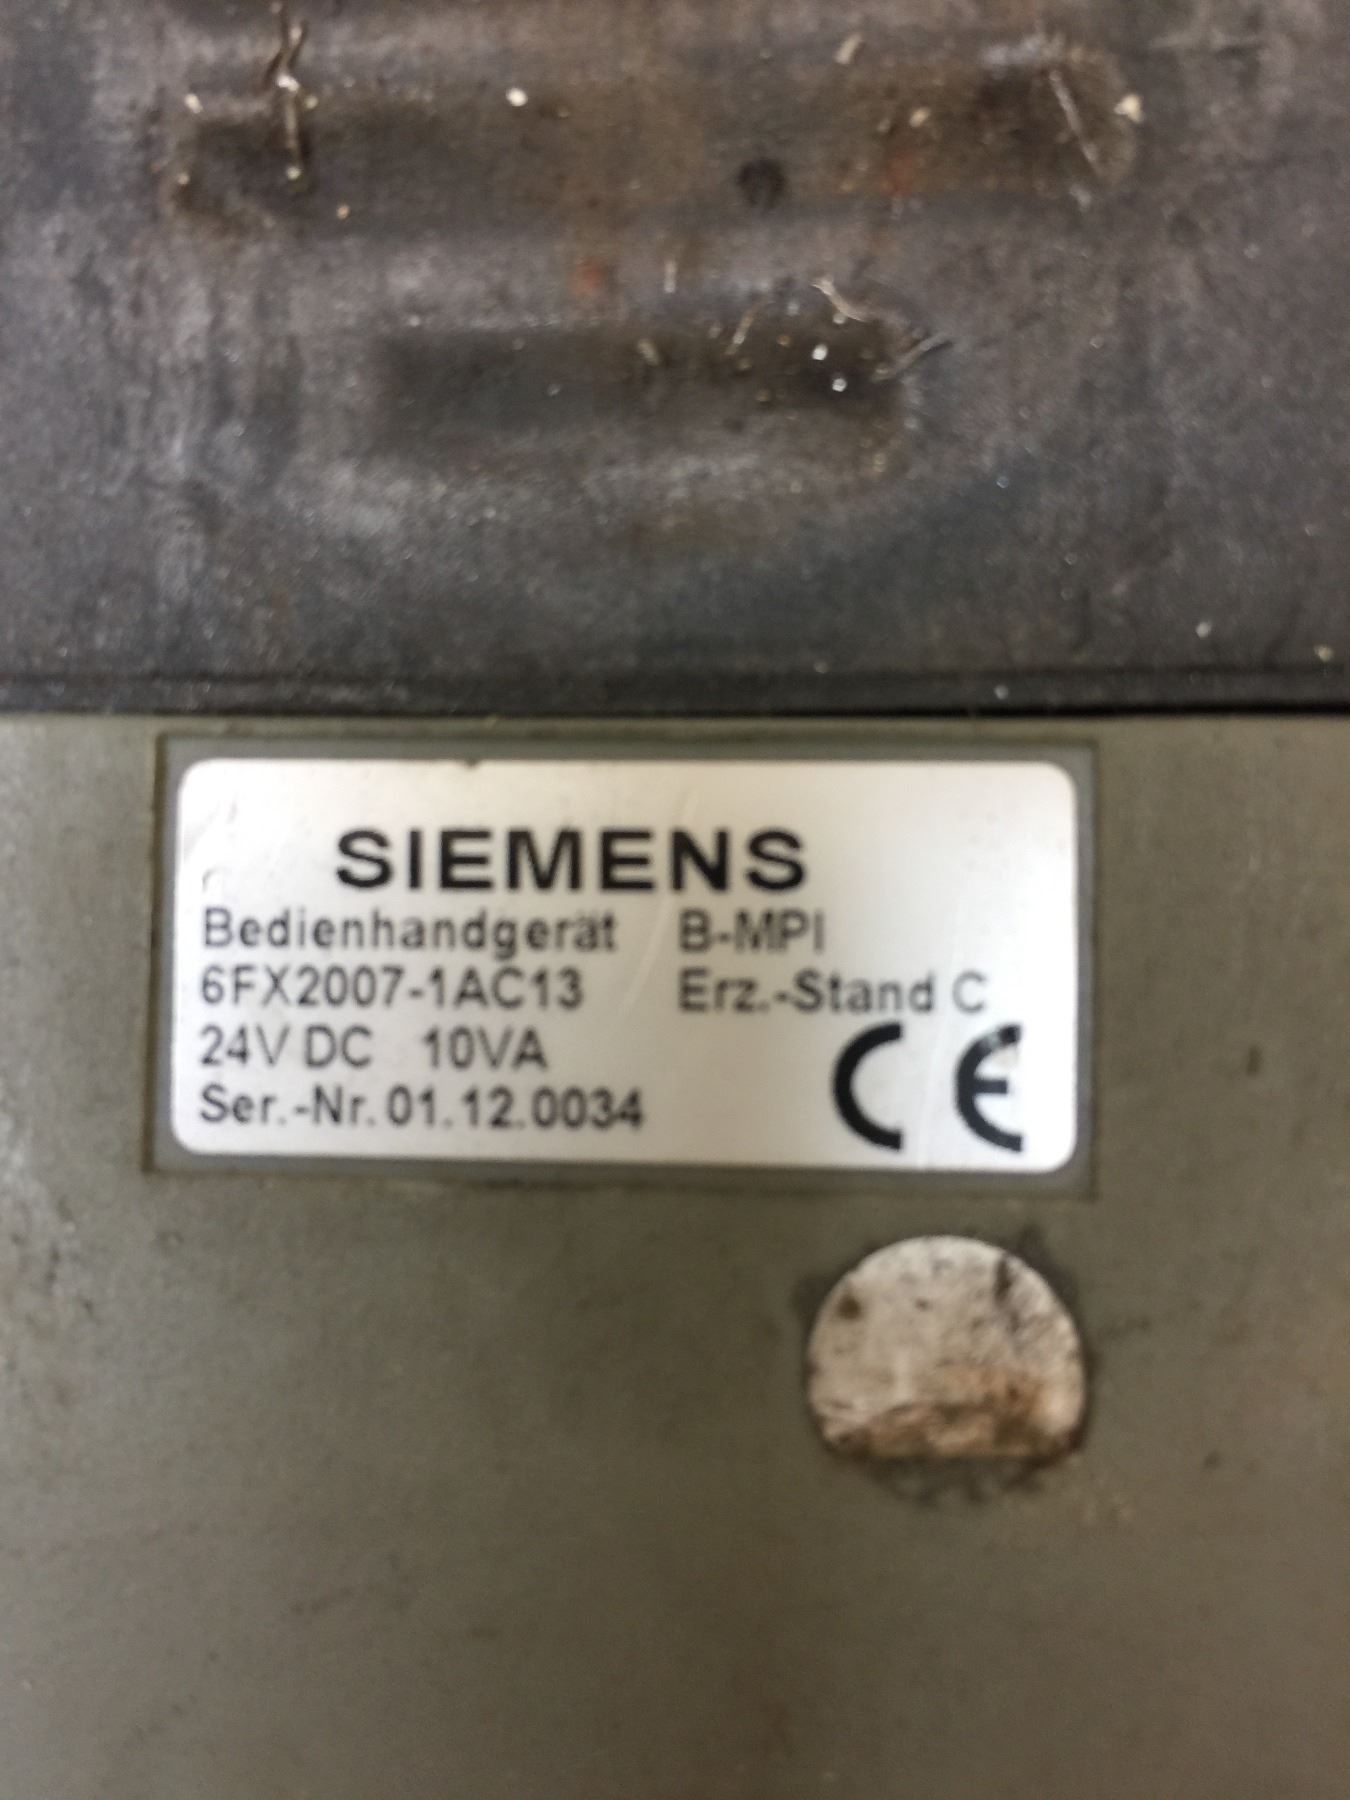 SIEMENS
Bedienhandgerät B-MPI
6FX2007-1AC13 Erz.-Stand C
24V DC 10VA
Ser.-Nr. 01.12.0034
CE